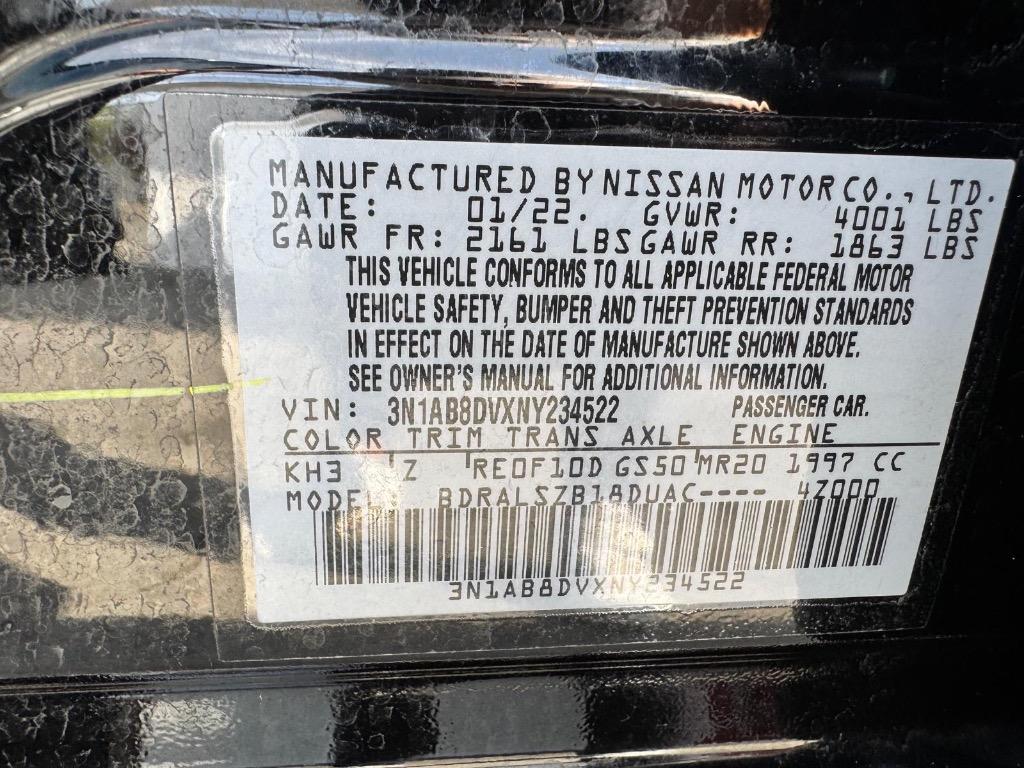 MANUFACTURED BY NISSAN MOTOR CO., LTD.
DATE: 01/22. GVWR: 4001 LBS
GAWR FR: 2161 LBS GAWR RR: 1863 LBS
THIS VEHICLE CONFORMS TO ALL APPLICABLE FEDERAL MOTOR
VEHICLE SAFETY, BUMPER AND THEFT PREVENTION STANDARDS
IN EFFECT ON THE DATE OF MANUFACTURE SHOWN ABOVE.
SEE OWNER'S MANUAL FOR ADDITIONAL INFORMATION.
VIN: 3N1AB8DVXNY234522 PASSENGER CAR.
COLOR TRIM TRANS AXLE ENGINE
KH3 Z RE0F10D GS50 MR20 1997 CC
MODEL: BDRALSZB18DUAC---- 4Z000
3N1AB8DVXNY234522